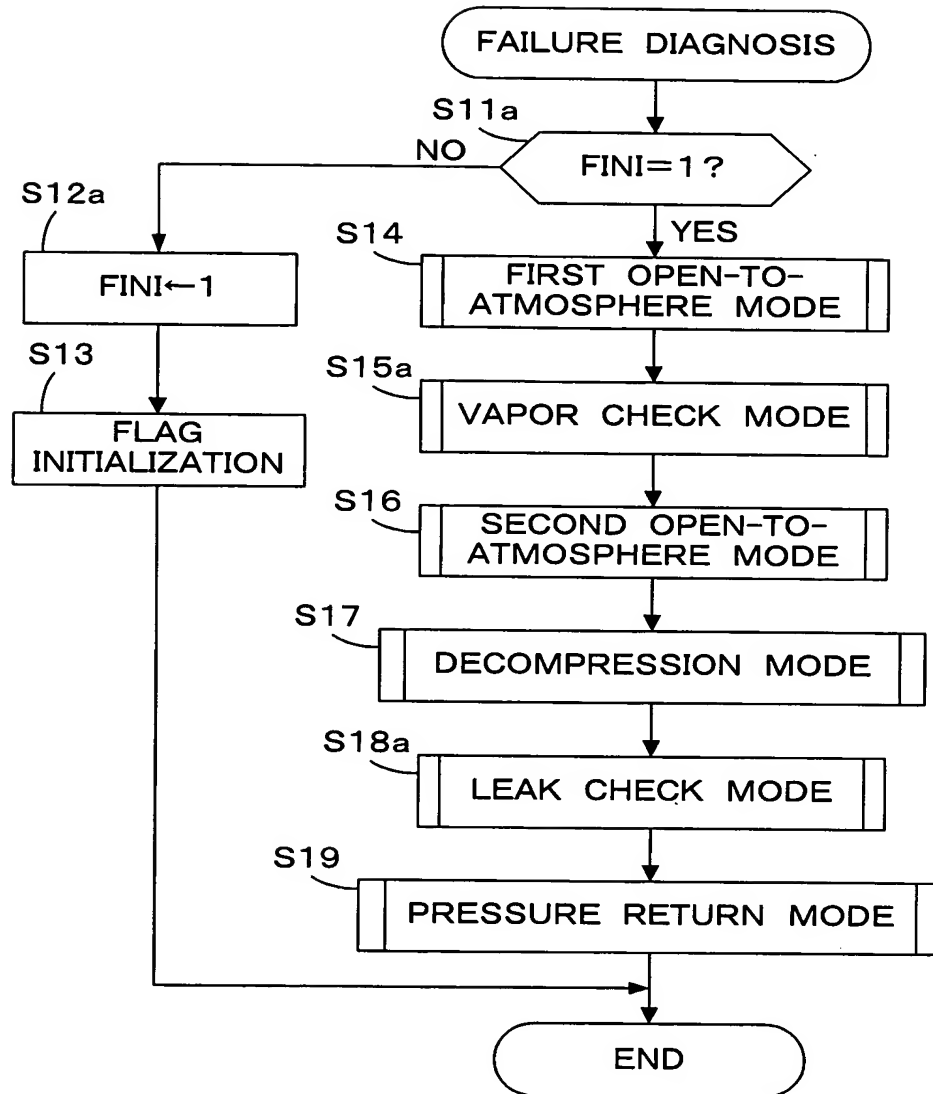 FAILURE DIAGNOSIS
S11a
FINI=1?
NO
YES
S12a
FINI←1
S13
FLAG
INITIALIZATION
S14
FIRST OPEN-TO-
ATMOSPHERE MODE
S15a
VAPOR CHECK MODE
S16
SECOND OPEN-TO-
ATMOSPHERE MODE
S17
DECOMPRESSION MODE
S18a
LEAK CHECK MODE
S19
PRESSURE RETURN MODE
END